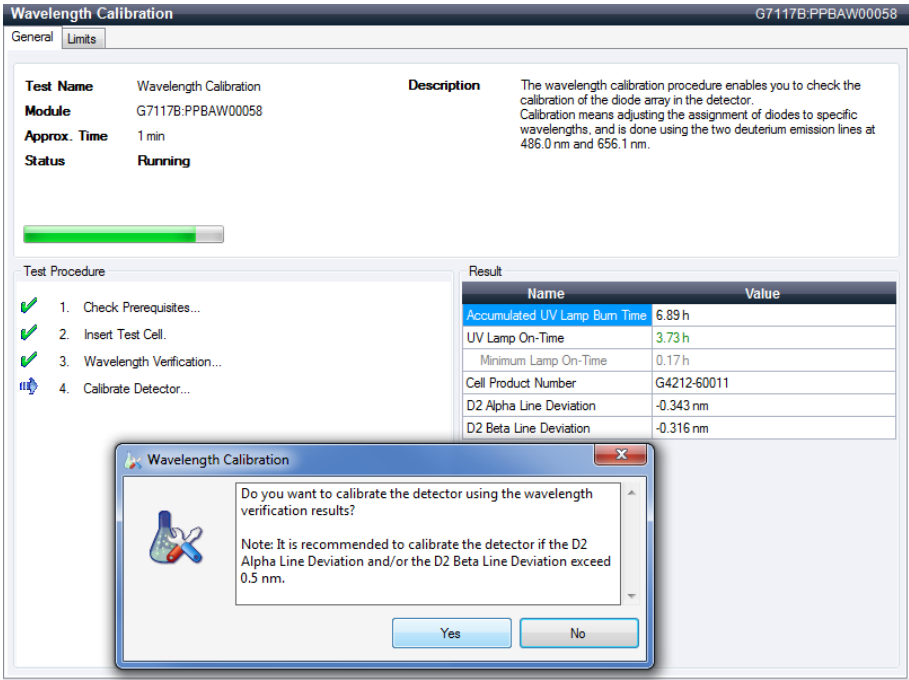 Wavelength Calibration G7117B:PPBAW00058
General Limits
Test Name Wavelength Calibration
Module G7117B:PPBAW00058
Approx. Time 1 min
Status Running
Description The wavelength calibration procedure enables you to check the
calibration of the diode array in the detector.
Calibration means adjusting the assignment of diodes to specific
wavelengths, and is done using the two deuterium emission lines at
486.0 nm and 656.1 nm.
Test Procedure
1. Check Prerequisites...
2. Insert Test Cell.
3. Wavelength Verification...
4. Calibrate Detector...
Result
Name Value
Accumulated UV Lamp Burn Time 6.89 h
UV Lamp On-Time 3.73 h
Minimum Lamp On-Time 0.17 h
Cell Product Number G4212-60011
D2 Alpha Line Deviation -0.343 nm
D2 Beta Line Deviation -0.316 nm
Wavelength Calibration
Do you want to calibrate the detector using the wavelength
verification results?
Note: It is recommended to calibrate the detector if the D2
Alpha Line Deviation and/or the D2 Beta Line Deviation exceed
0.5 nm.
Yes No